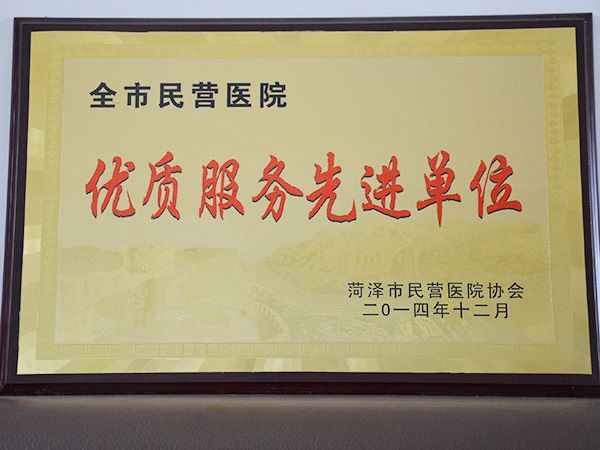 全市民营医院
优质服务先进单位
菏泽市民营医院协会
二0一四年十二月